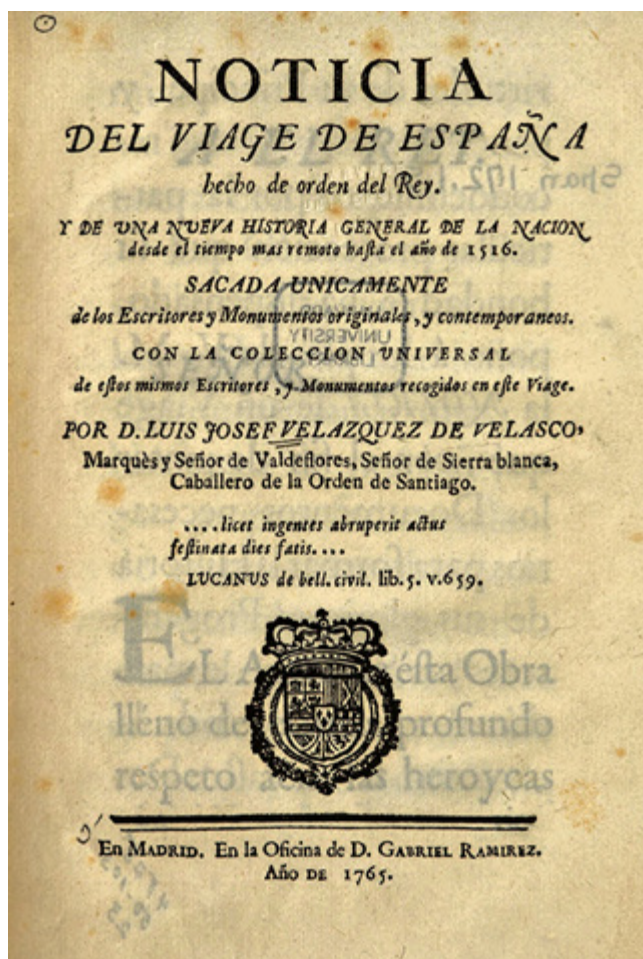 NOTICIA
DEL VIAGE DE ESPAÑA
hecho de orden del Rey.
Y DE UNA NUEVA HISTORIA GENERAL DE LA NACION
desde el tiempo mas remoto haſta el año de 1516.
SACADA UNICAMENTE
de los Eſcritores y Monumentos originales, y contemporaneos.
CON LA COLECCION UNIVERSAL
de eſtos mismos Eſcritores, y Monumentos recogidos en eſte Viage.
POR D. LUIS JOSEF VELAZQUEZ DE VELASCO,
Marquès y Señor de Valdeflores, Señor de Sierra blanca,
Caballero de la Orden de Santiago.
....licet ingentes abruperit actus
feſtinata dies fatis....
LUCANUS de bell. civil. lib. 5. v. 659.
En MADRID. En la Oficina de D. GABRIEL RAMIREZ.
Año DE 1765.